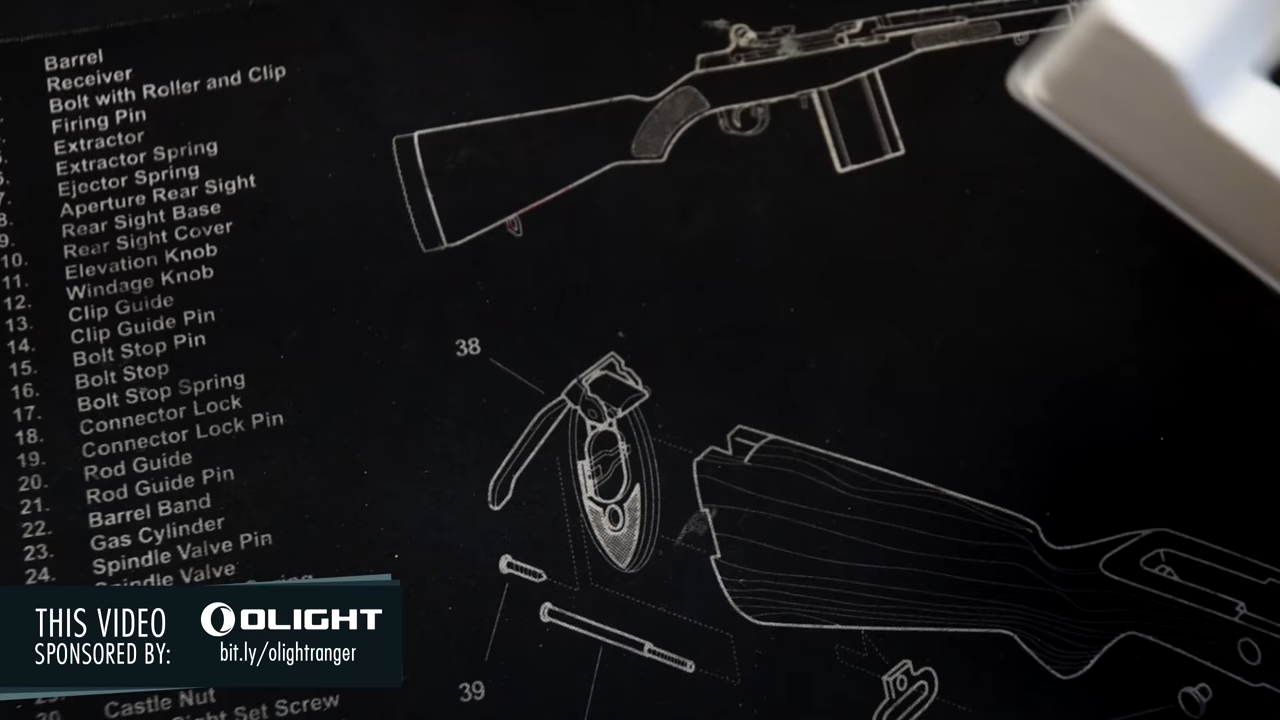 Barrel
Receiver
Bolt with Roller and Clip
Firing Pin
Extractor
Extractor Spring
7. Ejector Spring
8. Aperture Rear Sight
9. Rear Sight Base
10. Rear Sight Cover
11. Elevation Knob
12. Windage Knob
13. Clip Guide
14. Clip Guide Pin
15. Bolt Stop Pin
16. Bolt Stop
17. Bolt Stop Spring
18. Connector Lock
19. Connector Lock Pin
20. Rod Guide
21. Rod Guide Pin
22. Barrel Band
23. Gas Cylinder
24. Spindle Valve Pin
Spindle Valve
Castle Nut
Set Screw
38
39
THIS VIDEO
SPONSORED BY:
OLIGHT
bit.ly/olightranger